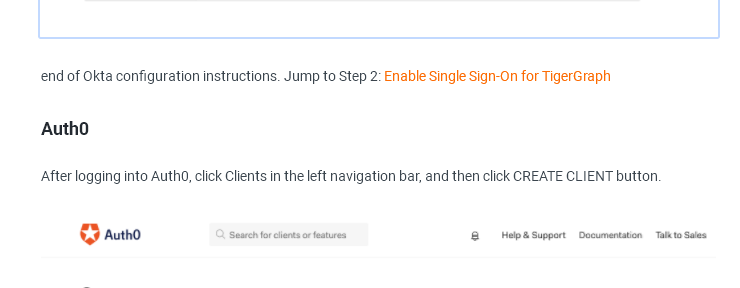 end of Okta configuration instructions. Jump to Step 2: Enable Single Sign-On for TigerGraph
Auth0
After logging into Auth0, click Clients in the left navigation bar, and then click CREATE CLIENT button.
Auth0 Search for clients or features Help & Support Documentation Talk to Sales